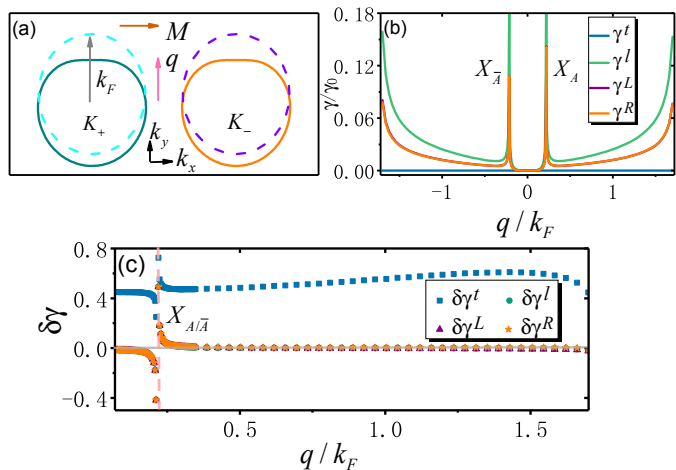 (a)
M
q
k_F
K_+
K_−
k_y
k_x
(b)
γ/γ_0
0.18
0.12
0.06
0.00
X_A̅
X_A
γ^t
γ^l
γ^L
γ^R
-1
0
1
q / k_F
(c)
δγ
0.8
0.4
0.0
-0.4
X_A/A̅
δγ^t
δγ^l
δγ^L
δγ^R
0.5
1.0
1.5
q / k_F